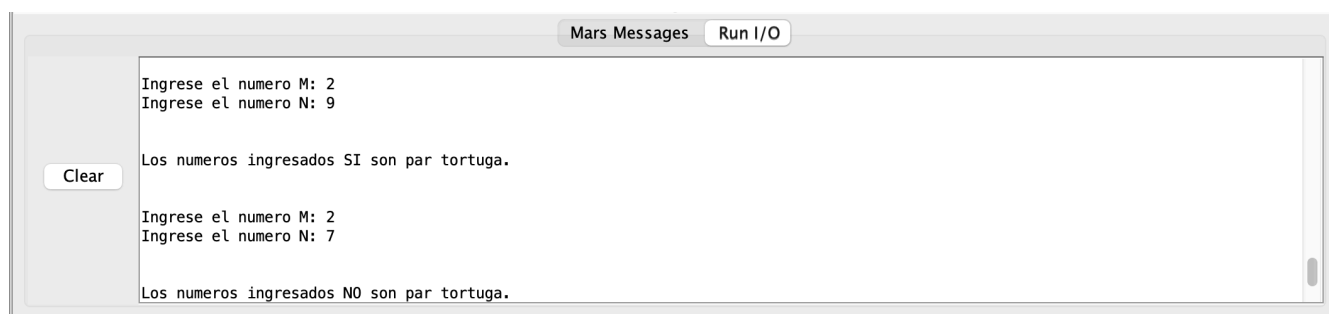 Mars Messages Run I/O
Ingrese el numero M: 2
Ingrese el numero N: 9
Los numeros ingresados SI son par tortuga.
Clear
Ingrese el numero M: 2
Ingrese el numero N: 7
Los numeros ingresados NO son par tortuga.